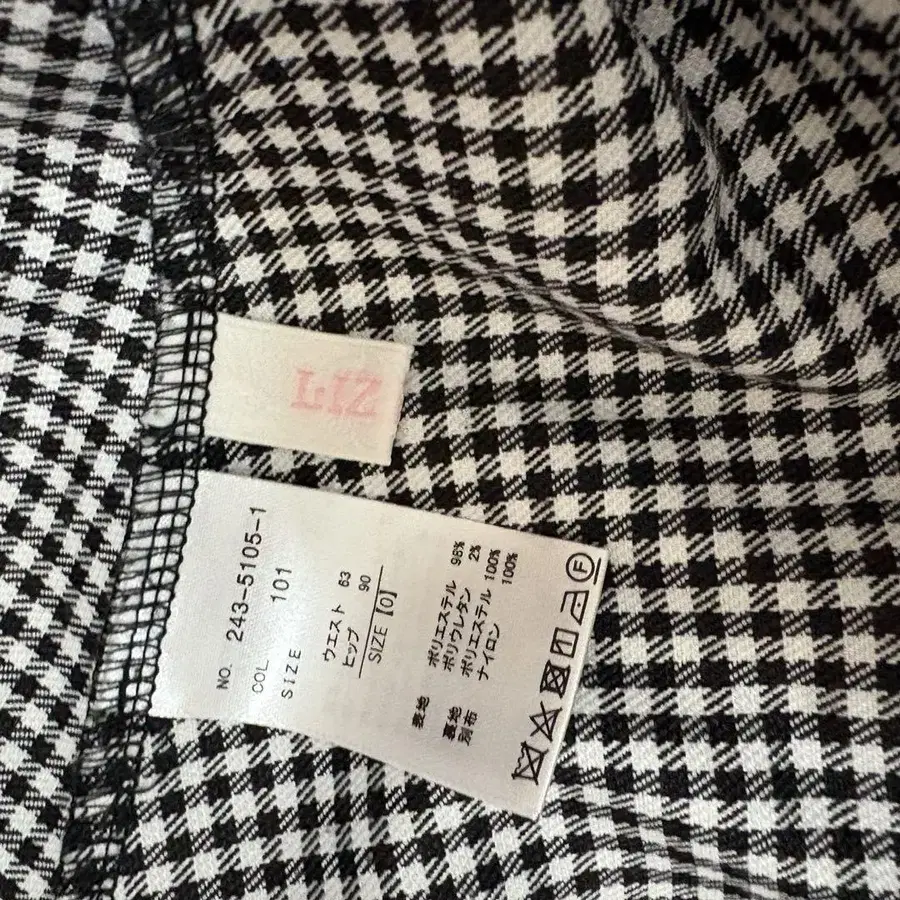 L·IZ
NO. 243-5105-1
COL 101
SIZE
ウエスト 63
ヒップ 90
SIZE【0】
表地 ポリエステル 98%
ポリウレタン 2%
裏地 ポリエステル 100%
別布 ナイロン 100%
F